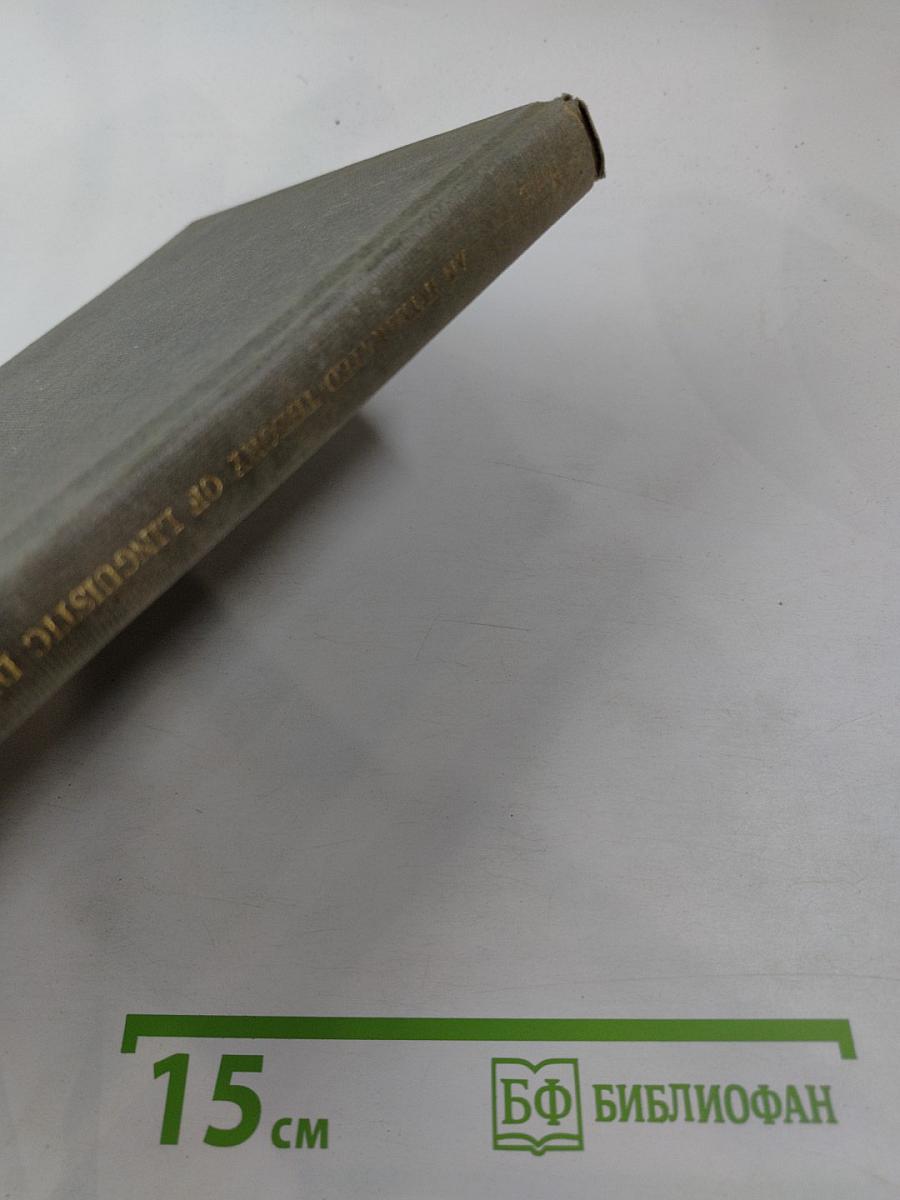 AN INTEGRATED THEORY OF LINGUISTIC
15 см
БФ БИБЛИОФАН